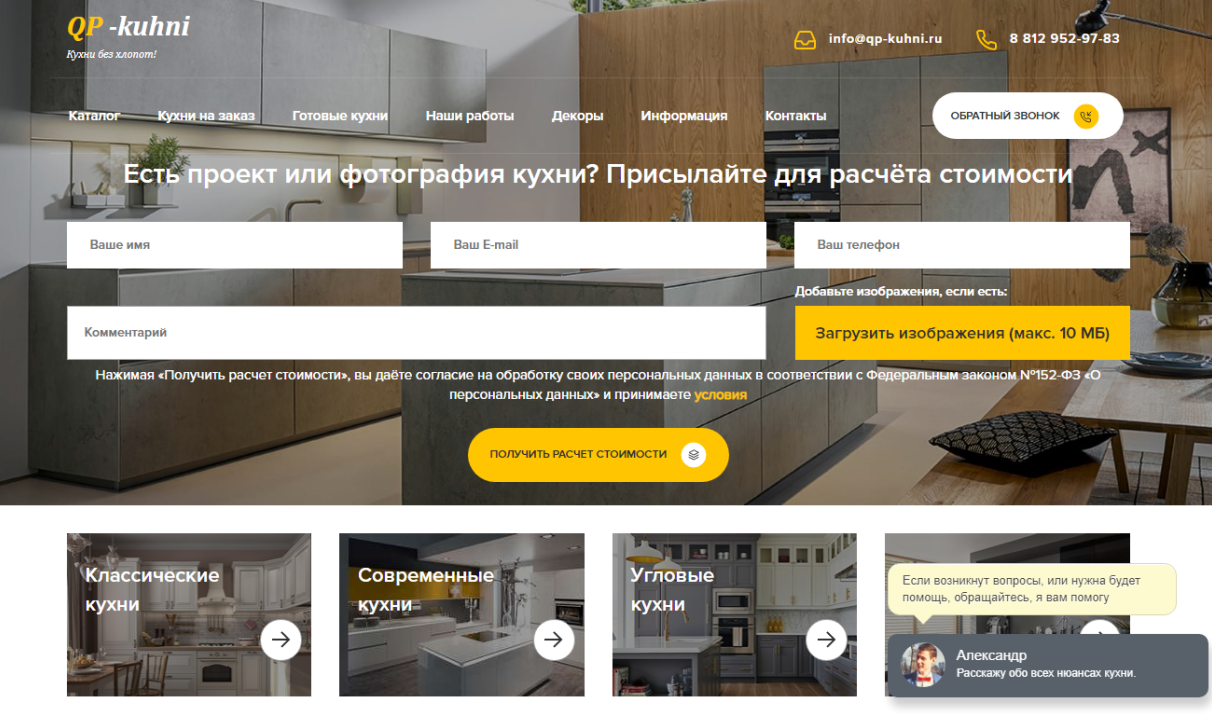 QP -kuhni
Кухни без хлопот!
info@qp-kuhni.ru
8 812 952-97-83
Каталог
Кухни на заказ
Готовые кухни
Наши работы
Декоры
Информация
Контакты
ОБРАТНЫЙ ЗВОНОК
Есть проект или фотография кухни? Присылайте для расчёта стоимости
Ваше имя
Ваш E-mail
Ваш телефон
Добавьте изображения, если есть:
Комментарий
Загрузить изображения (макс. 10 МБ)
Нажимая «Получить расчет стоимости», вы даёте согласие на обработку своих персональных данных в соответствии с Федеральным законом №152-ФЗ «О
персональных данных» и принимаете условия
ПОЛУЧИТЬ РАСЧЕТ СТОИМОСТИ
Классические
кухни
Современные
кухни
Угловые
кухни
Если возникнут вопросы, или нужна будет
помощь, обращайтесь, я вам помогу
Александр
Расскажу обо всех нюансах кухни.